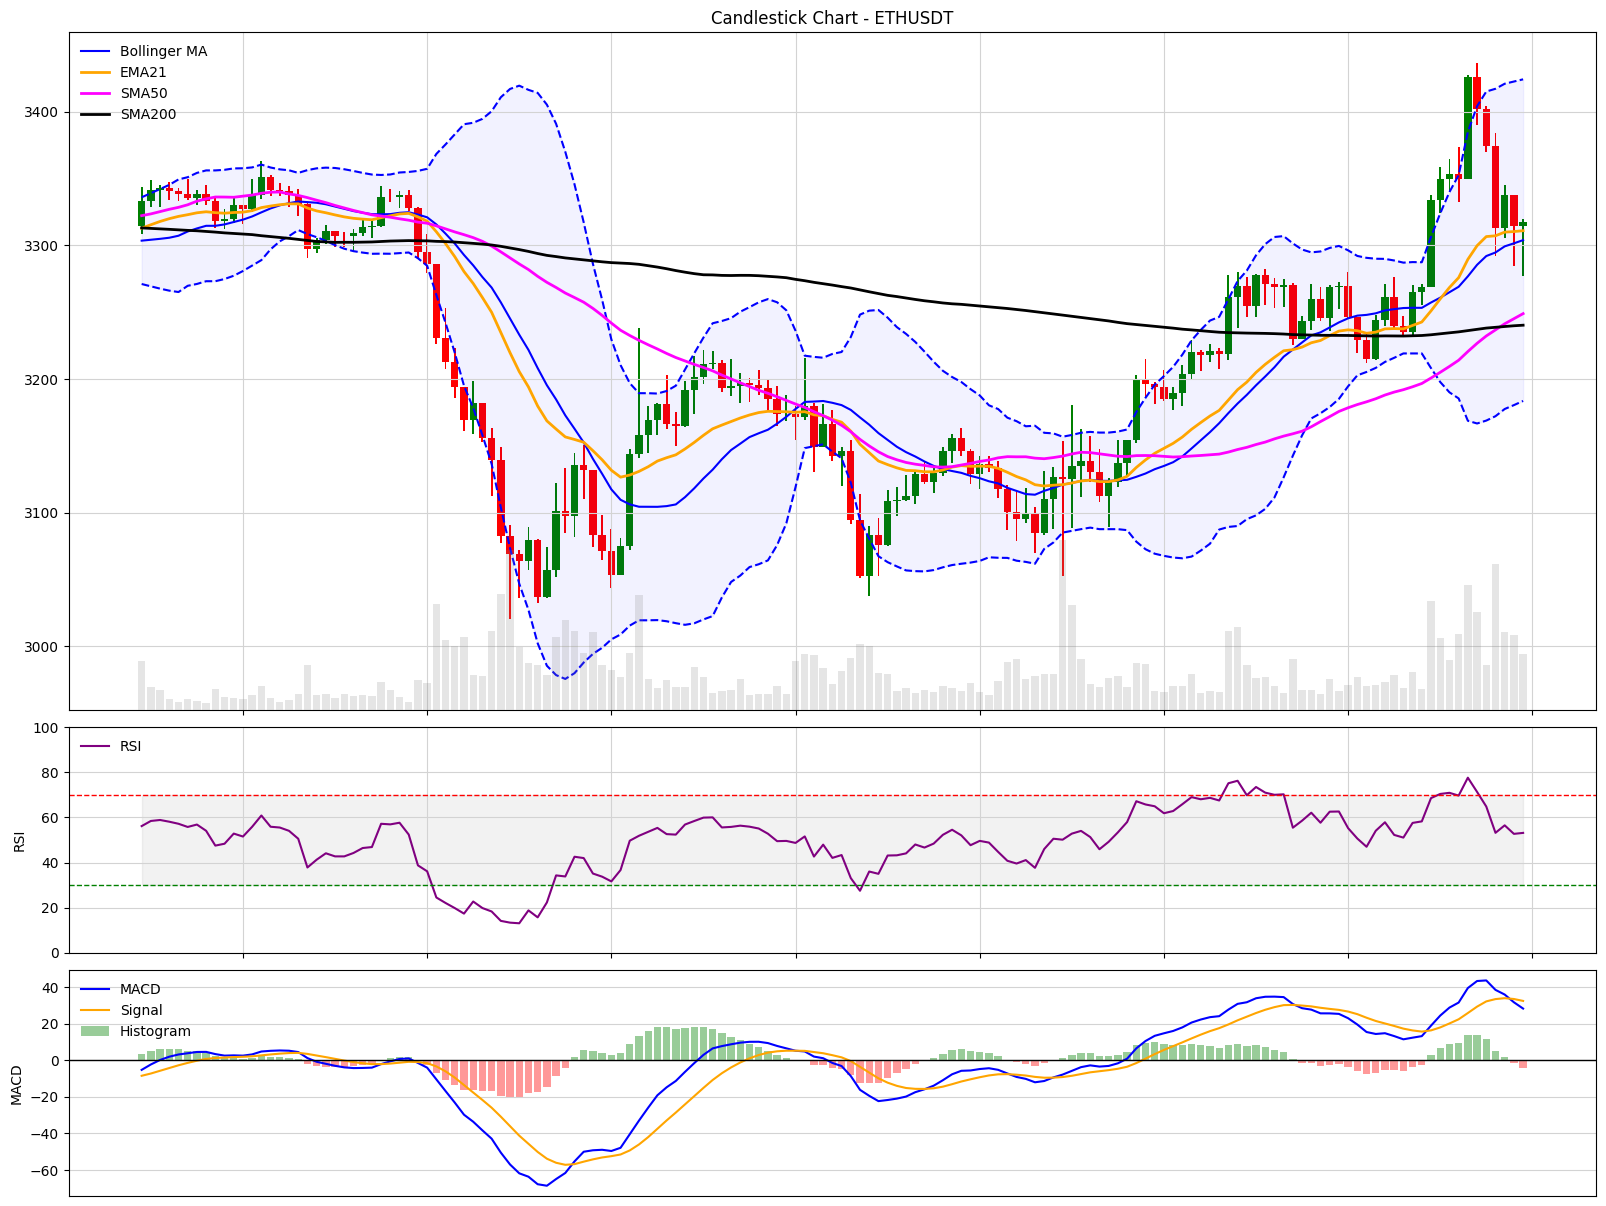 Candlestick Chart - ETHUSDT
Bollinger MA
EMA21
SMA50
SMA200
3400
3300
3200
3100
3000
100
80
60
40
20
0
RSI
RSI
40
20
0
−20
−40
−60
MACD
MACD
Signal
Histogram